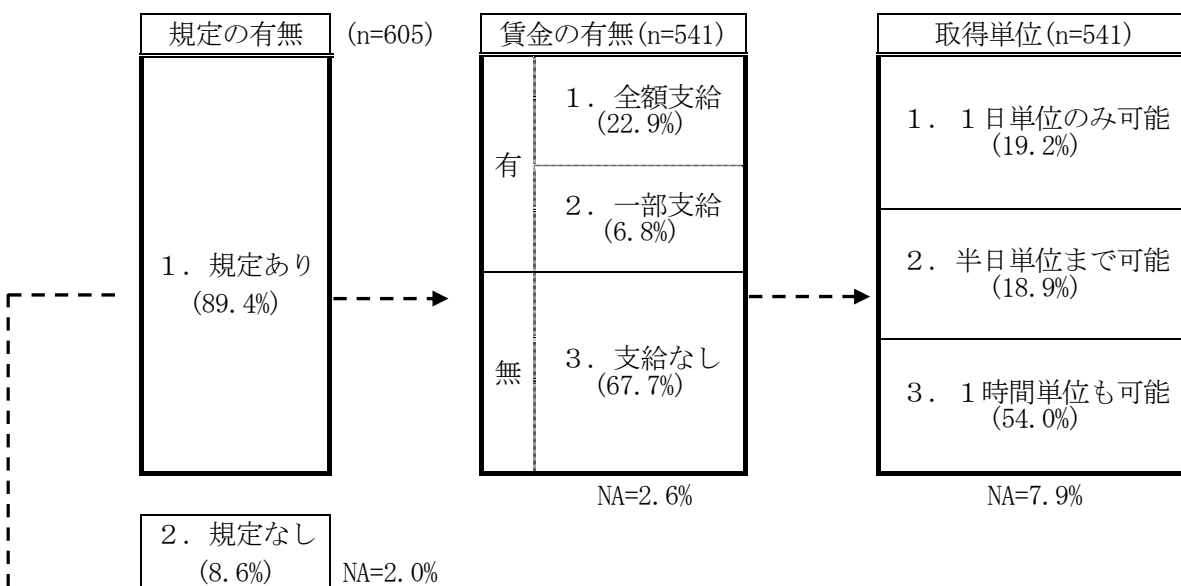 規定の有無 (n=605)
1. 規定あり
(89.4%)
2. 規定なし
(8.6%) NA=2.0%
賃金の有無(n=541)
有
1. 全額支給
(22.9%)
2. 一部支給
(6.8%)
無
3. 支給なし
(67.7%)
NA=2.6%
取得単位(n=541)
1. 1日単位のみ可能
(19.2%)
2. 半日単位まで可能
(18.9%)
3. 1時間単位も可能
(54.0%)
NA=7.9%